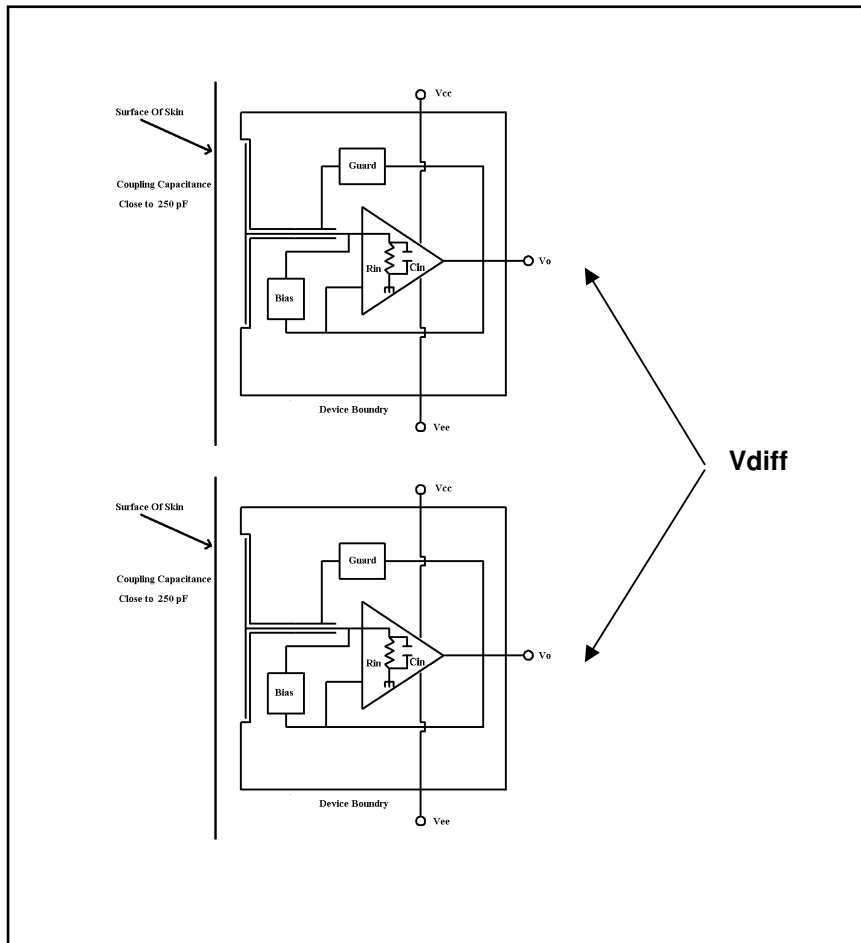 Vcc
Surface Of Skin
Guard
Coupling Capacitance
Close to 250 pF
Rin
Cin
Vo
Bias
Device Boundry
Vee
Vdiff
Vcc
Surface Of Skin
Guard
Coupling Capacitance
Close to 250 pF
Rin
Cin
Vo
Bias
Device Boundry
Vee